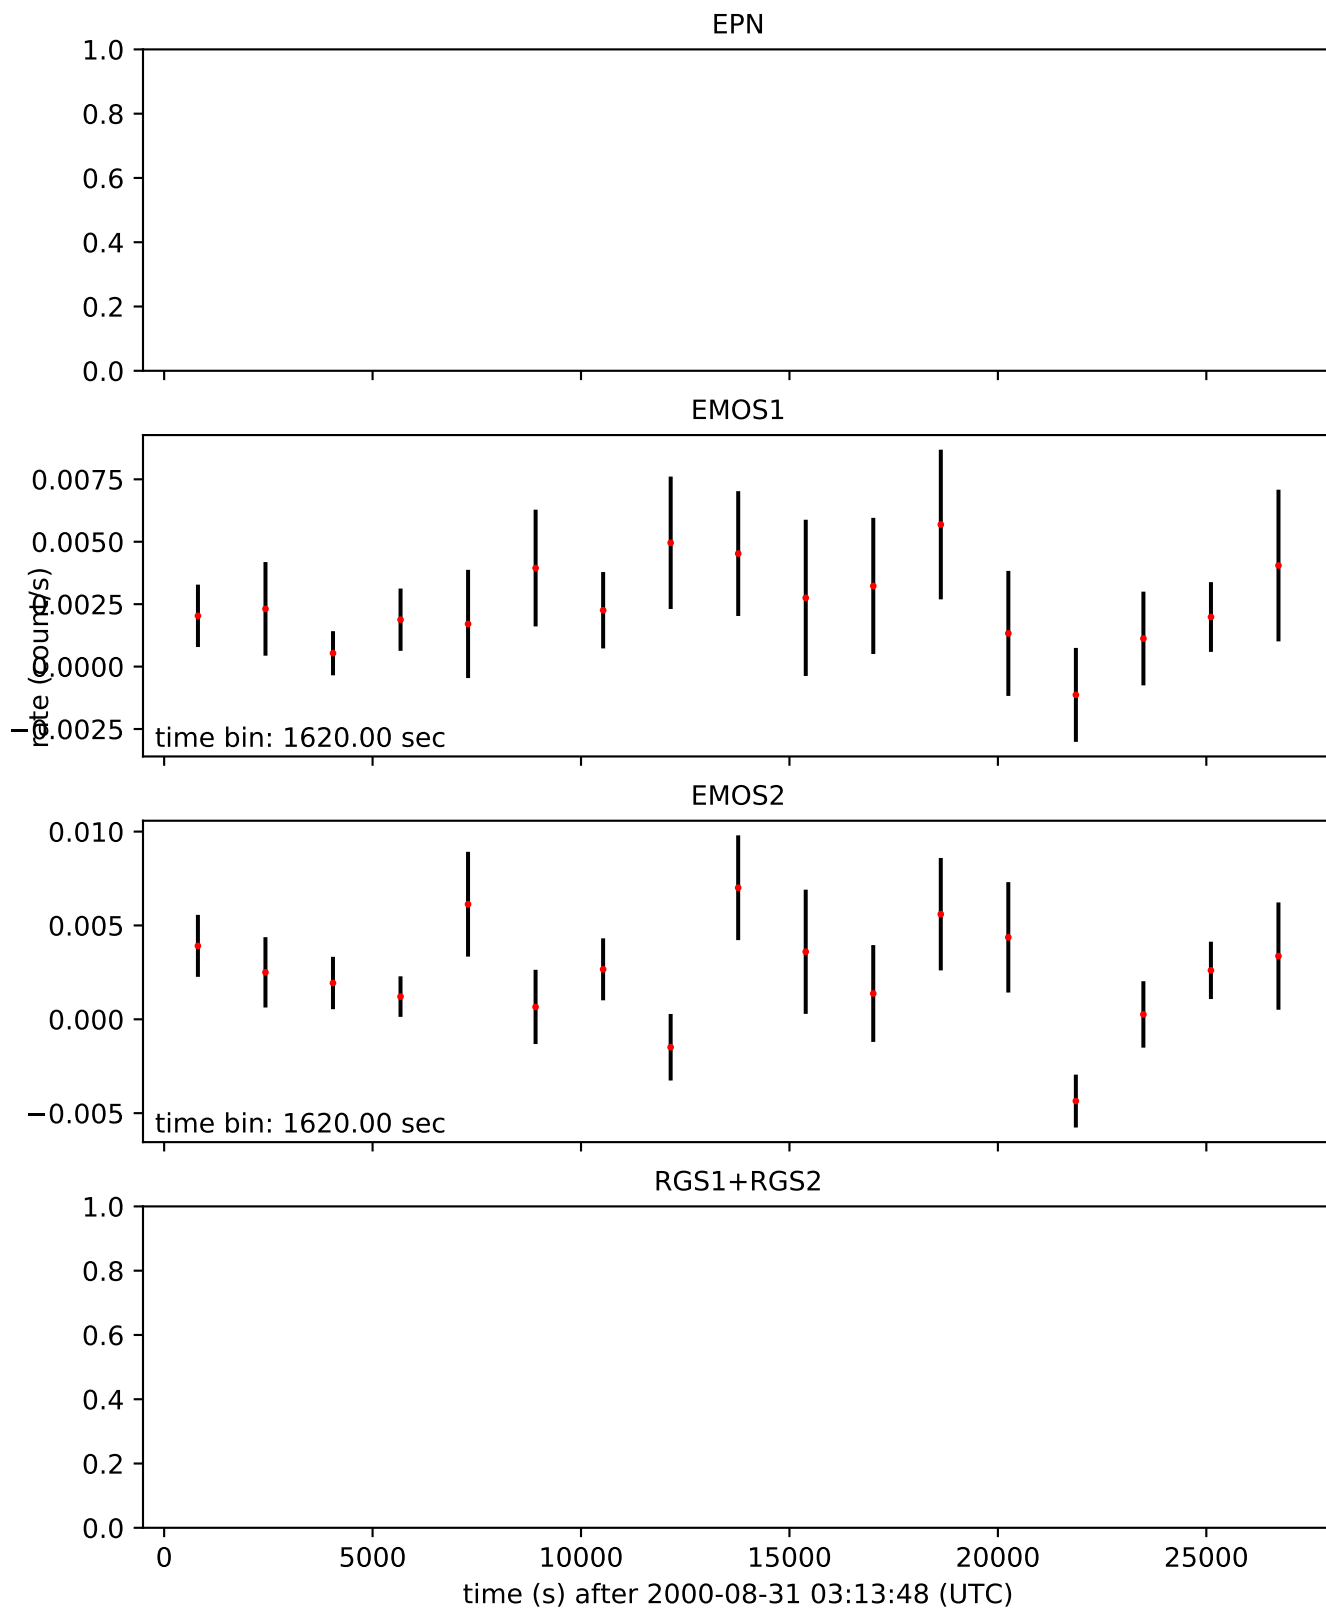 EPN
1.0
0.8
0.6
0.4
0.2
0.0
EMOS1
0.0075
0.0050
0.0025
0.0000
−0.0025
rate (count/s)
time bin: 1620.00 sec
EMOS2
0.010
0.005
0.000
−0.005
time bin: 1620.00 sec
RGS1+RGS2
1.0
0.8
0.6
0.4
0.2
0.0
0 5000 10000 15000 20000 25000
time (s) after 2000-08-31 03:13:48 (UTC)